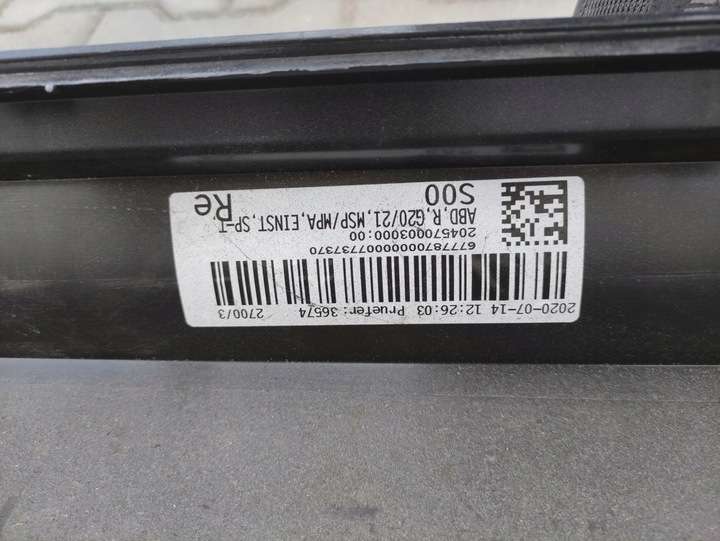 2020-07-14 12:26:03 Pruefer:36574 2700/3
6777870000000007737370
204570003000:00
ABD,R,G20/21,MSP/MPA,EINST,SP-T,
S00 Re